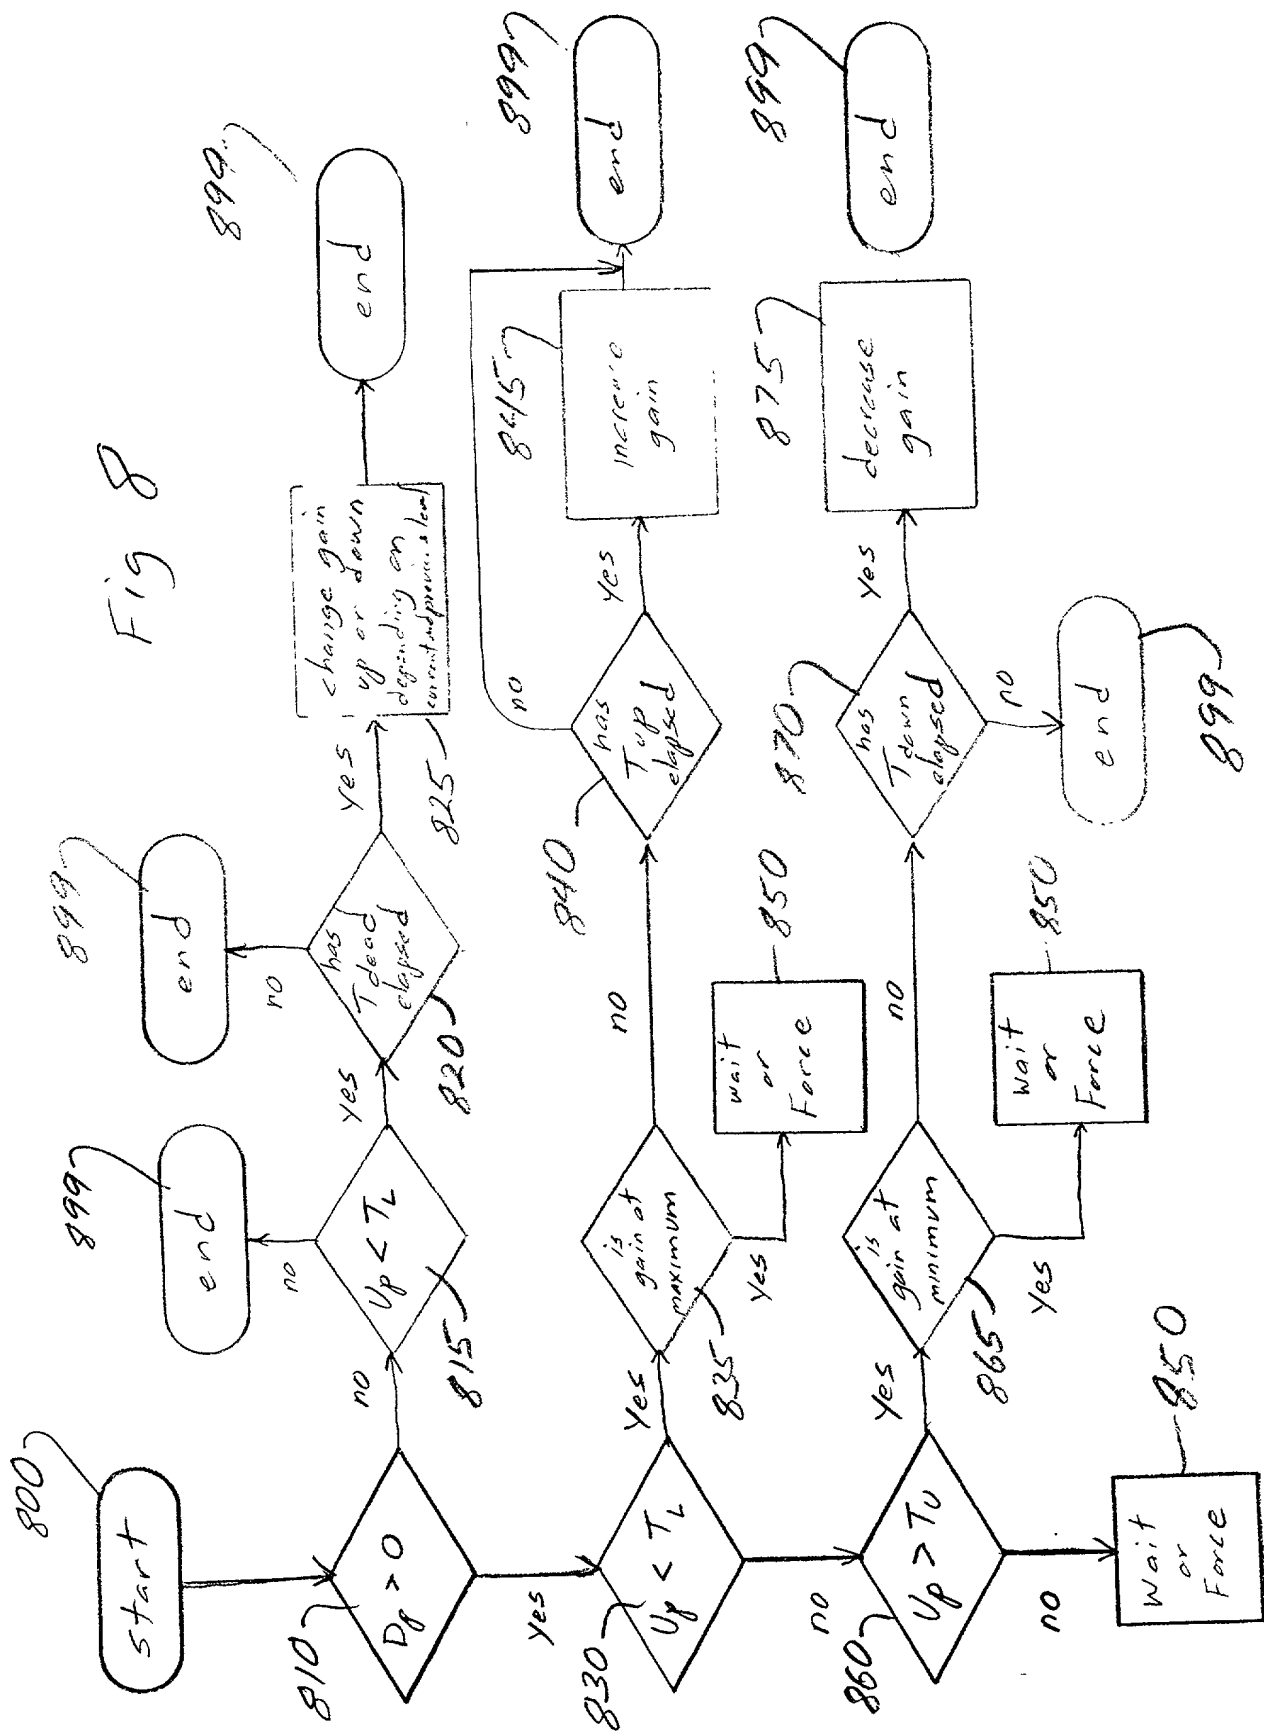 Fig 8
800
start
810
Dp > 0
no
yes
815
Up < TL
no
end
899
yes
820
has
T dead
elapsed
no
end
899
yes
825
change gain
up or down
depending on
end
899
830
Up < TL
yes
no
835
is
gain at
maximum
yes
wait
or
Force
850
no
840
has
T up
elapsed
no
yes
845
increase
gain
end
899
860
Up > TU
yes
no
wait
or
Force
850
865
is
gain at
minimum
yes
wait
or
Force
850
no
870
has
T down
elapsed
no
end
899
yes
875
decrease
gain
end
899